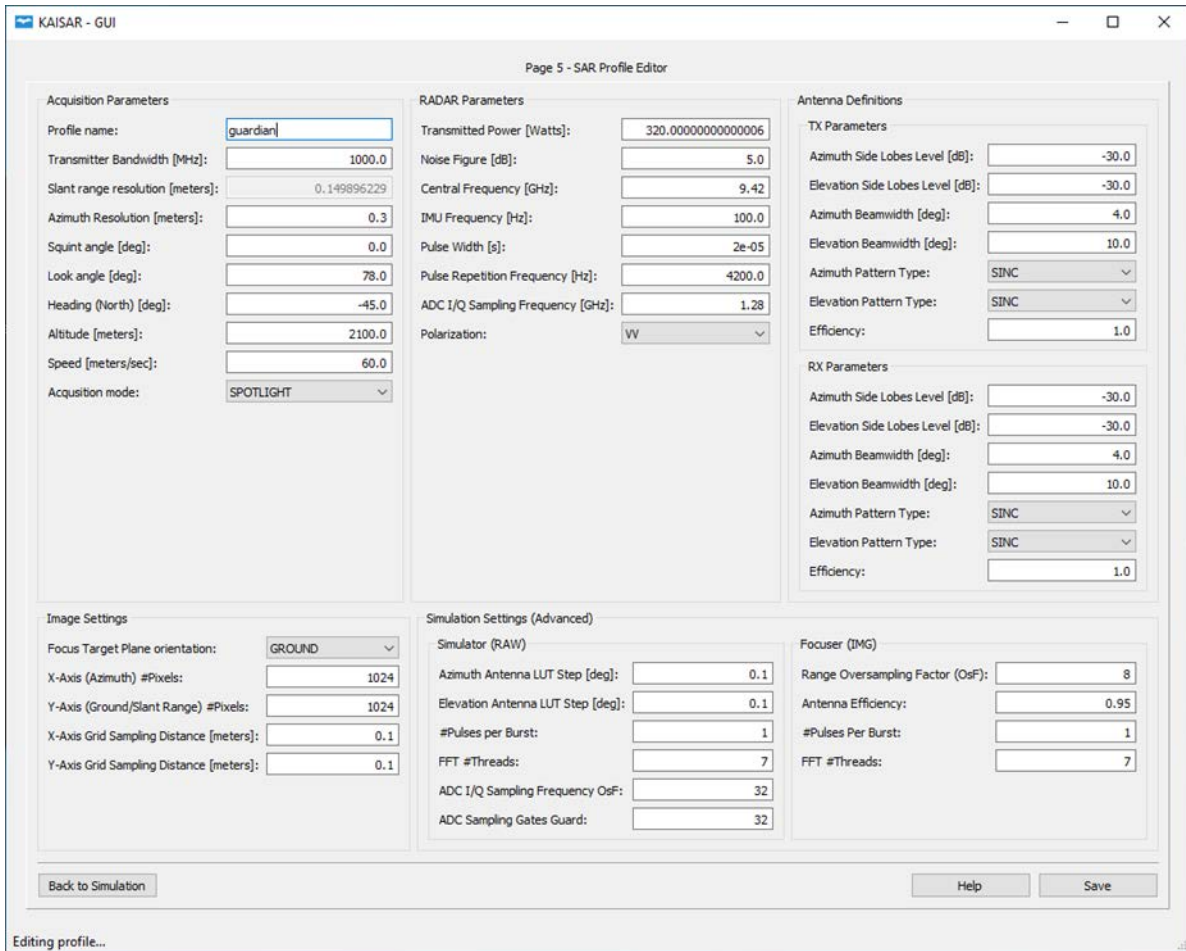 KAISAR - GUI
Page 5 - SAR Profile Editor
Acquisition Parameters
Profile name: guardian
Transmitter Bandwidth [MHz]: 1000.0
Slant range resolution [meters]: 0.149896229
Azimuth Resolution [meters]: 0.3
Squint angle [deg]: 0.0
Look angle [deg]: 78.0
Heading (North) [deg]: -45.0
Altitude [meters]: 2100.0
Speed [meters/sec]: 60.0
Acqusition mode: SPOTLIGHT
RADAR Parameters
Transmitted Power [Watts]: 320.00000000000006
Noise Figure [dB]: 5.0
Central Frequency [GHz]: 9.42
IMU Frequency [Hz]: 100.0
Pulse Width [s]: 2e-05
Pulse Repetition Frequency [Hz]: 4200.0
ADC I/Q Sampling Frequency [GHz]: 1.28
Polarization: VV
Antenna Definitions
TX Parameters
Azimuth Side Lobes Level [dB]: -30.0
Elevation Side Lobes Level [dB]: -30.0
Azimuth Beamwidth [deg]: 4.0
Elevation Beamwidth [deg]: 10.0
Azimuth Pattern Type: SINC
Elevation Pattern Type: SINC
Efficiency: 1.0
RX Parameters
Azimuth Side Lobes Level [dB]: -30.0
Elevation Side Lobes Level [dB]: -30.0
Azimuth Beamwidth [deg]: 4.0
Elevation Beamwidth [deg]: 10.0
Azimuth Pattern Type: SINC
Elevation Pattern Type: SINC
Efficiency: 1.0
Image Settings
Focus Target Plane orientation: GROUND
X-Axis (Azimuth) #Pixels: 1024
Y-Axis (Ground/Slant Range) #Pixels: 1024
X-Axis Grid Sampling Distance [meters]: 0.1
Y-Axis Grid Sampling Distance [meters]: 0.1
Simulation Settings (Advanced)
Simulator (RAW)
Azimuth Antenna LUT Step [deg]: 0.1
Elevation Antenna LUT Step [deg]: 0.1
#Pulses per Burst: 1
FFT #Threads: 7
ADC I/Q Sampling Frequency OsF: 32
ADC Sampling Gates Guard: 32
Focuser (IMG)
Range Oversampling Factor (OsF): 8
Antenna Efficiency: 0.95
#Pulses Per Burst: 1
FFT #Threads: 7
Back to Simulation
Help
Save
Editing profile...